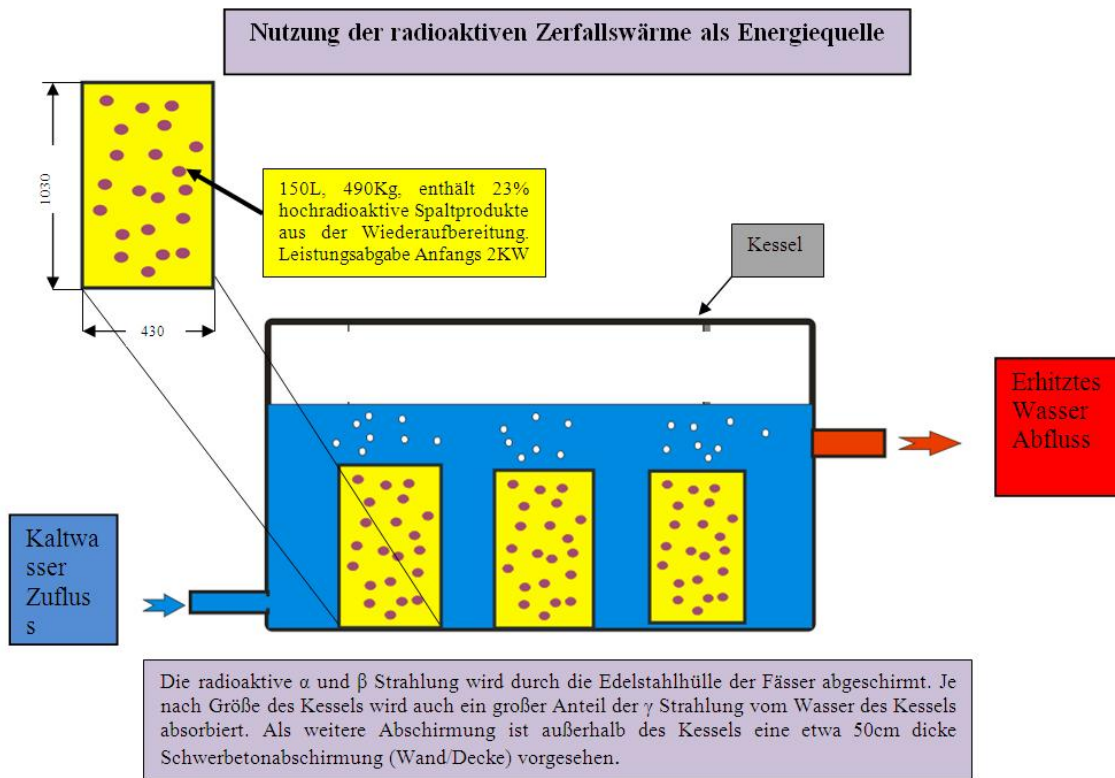 Nutzung der radioaktiven Zerfallswärme als Energiequelle
1030
430
150L, 490Kg, enthält 23%
hochradioaktive Spaltprodukte
aus der Wiederaufbereitung.
Leistungsabgabe Anfangs 2KW
Kessel
Erhitztes
Wasser
Abfluss
Kaltwa
sser
Zuflus
s
Die radioaktive α und β Strahlung wird durch die Edelstahlhülle der Fässer abgeschirmt. Je
nach Größe des Kessels wird auch ein großer Anteil der γ Strahlung vom Wasser des Kessels
absorbiert. Als weitere Abschirmung ist außerhalb des Kessels eine etwa 50cm dicke
Schwerbetonabschirmung (Wand/Decke) vorgesehen.